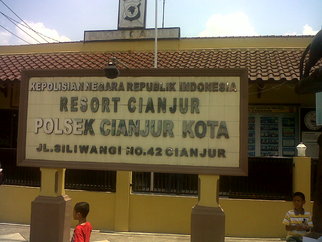 KEPOLISIAN NEGARA REPUBLIK INDONESIA
RESORT CIANJUR
POLSEK CIANJUR KOTA
JL.SILIWANGI NO.42 CIANJUR